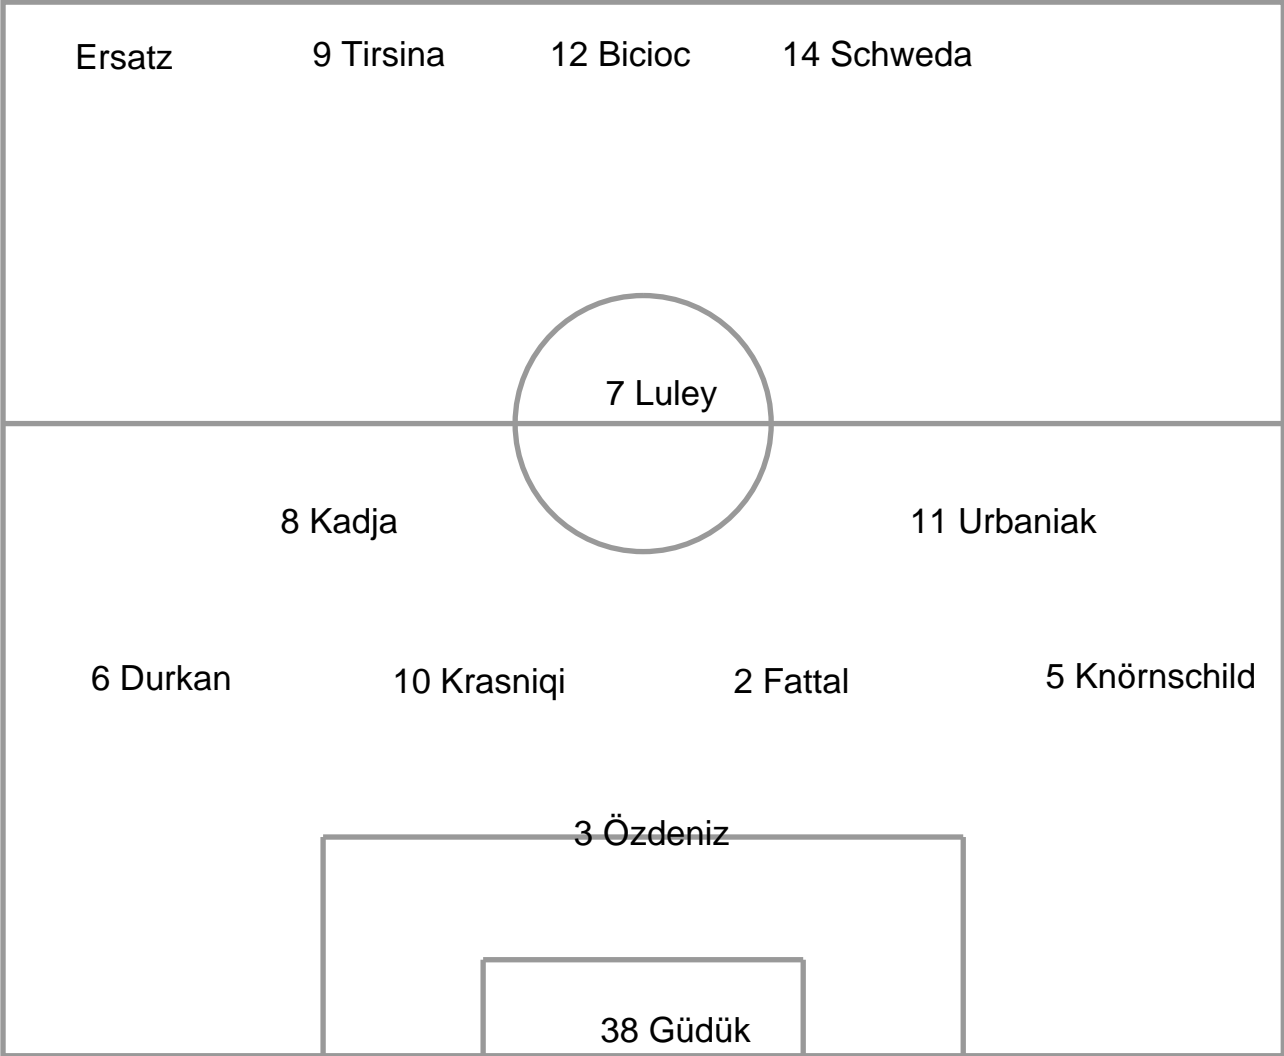 Ersatz 9 Tirsina 12 Bicioc 14 Schweda
7 Luley
8 Kadja 11 Urbaniak
6 Durkan 10 Krasniqi 2 Fattal 5 Knörnschild
3 Özdeniz
38 Güdük